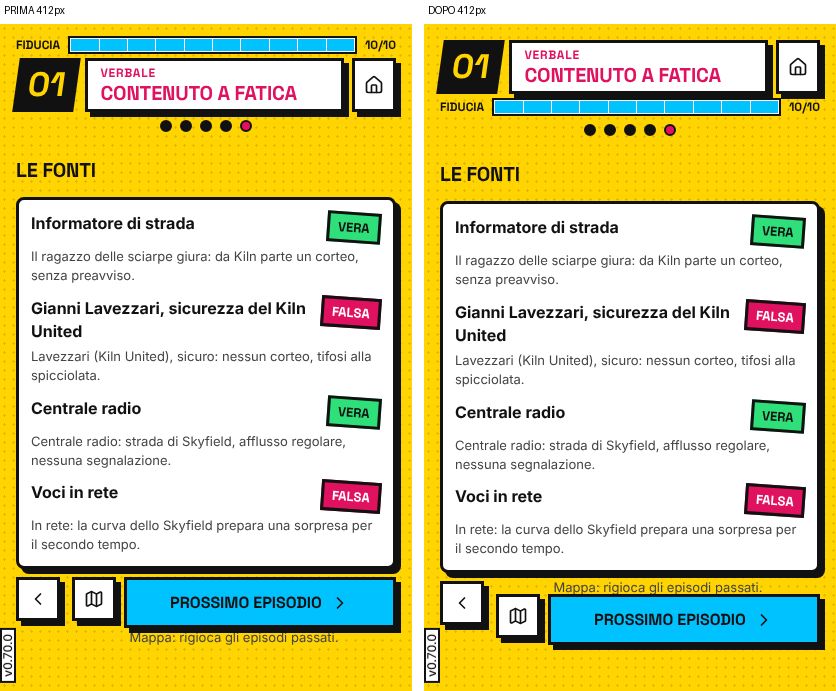 PRIMA 412px
FIDUCIA 10/10
01
VERBALE
CONTENUTO A FATICA
LE FONTI
Informatore di strada VERA
Il ragazzo delle sciarpe giura: da Kiln parte un corteo,
senza preavviso.
Gianni Lavezzari, sicurezza del Kiln FALSA
United
Lavezzari (Kiln United), sicuro: nessun corteo, tifosi alla
spicciolata.
Centrale radio VERA
Centrale radio: strada di Skyfield, afflusso regolare,
nessuna segnalazione.
Voci in rete FALSA
In rete: la curva dello Skyfield prepara una sorpresa per
il secondo tempo.
PROSSIMO EPISODIO
Mappa: rigioca gli episodi passati.
v0.70.0
DOPO 412px
01
VERBALE
CONTENUTO A FATICA
FIDUCIA 10/10
LE FONTI
Informatore di strada VERA
Il ragazzo delle sciarpe giura: da Kiln parte un corteo,
senza preavviso.
Gianni Lavezzari, sicurezza del Kiln FALSA
United
Lavezzari (Kiln United), sicuro: nessun corteo, tifosi alla
spicciolata.
Centrale radio VERA
Centrale radio: strada di Skyfield, afflusso regolare,
nessuna segnalazione.
Voci in rete FALSA
In rete: la curva dello Skyfield prepara una sorpresa per
il secondo tempo.
Mappa: rigioca gli episodi passati.
PROSSIMO EPISODIO
v0.70.0